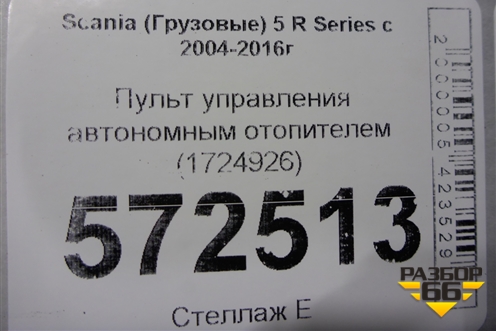 Scania (Грузовые) 5 R Series с
2004-2016г
Пульт управления
автономным отопителем
(1724926)
572513
Стеллаж Е
2000005423529
РАЗБОР
66